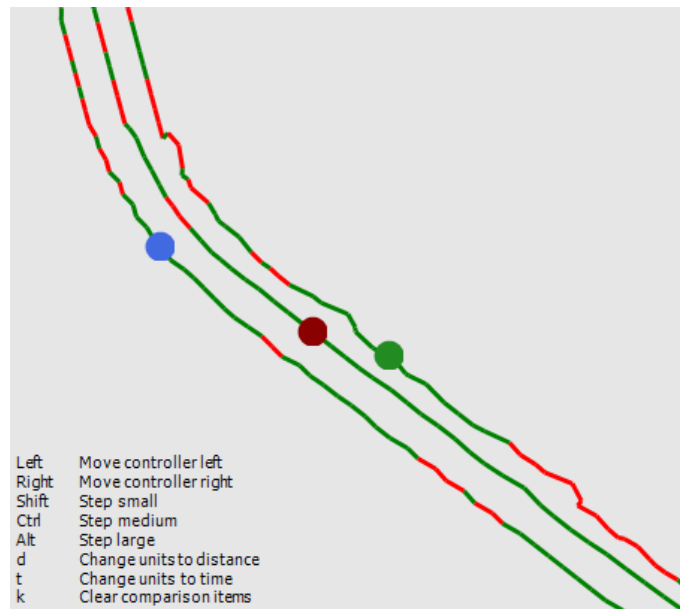 Left Move controller left
Right Move controller right
Shift Step small
Ctrl Step medium
Alt Step large
d Change units to distance
t Change units to time
k Clear comparison items